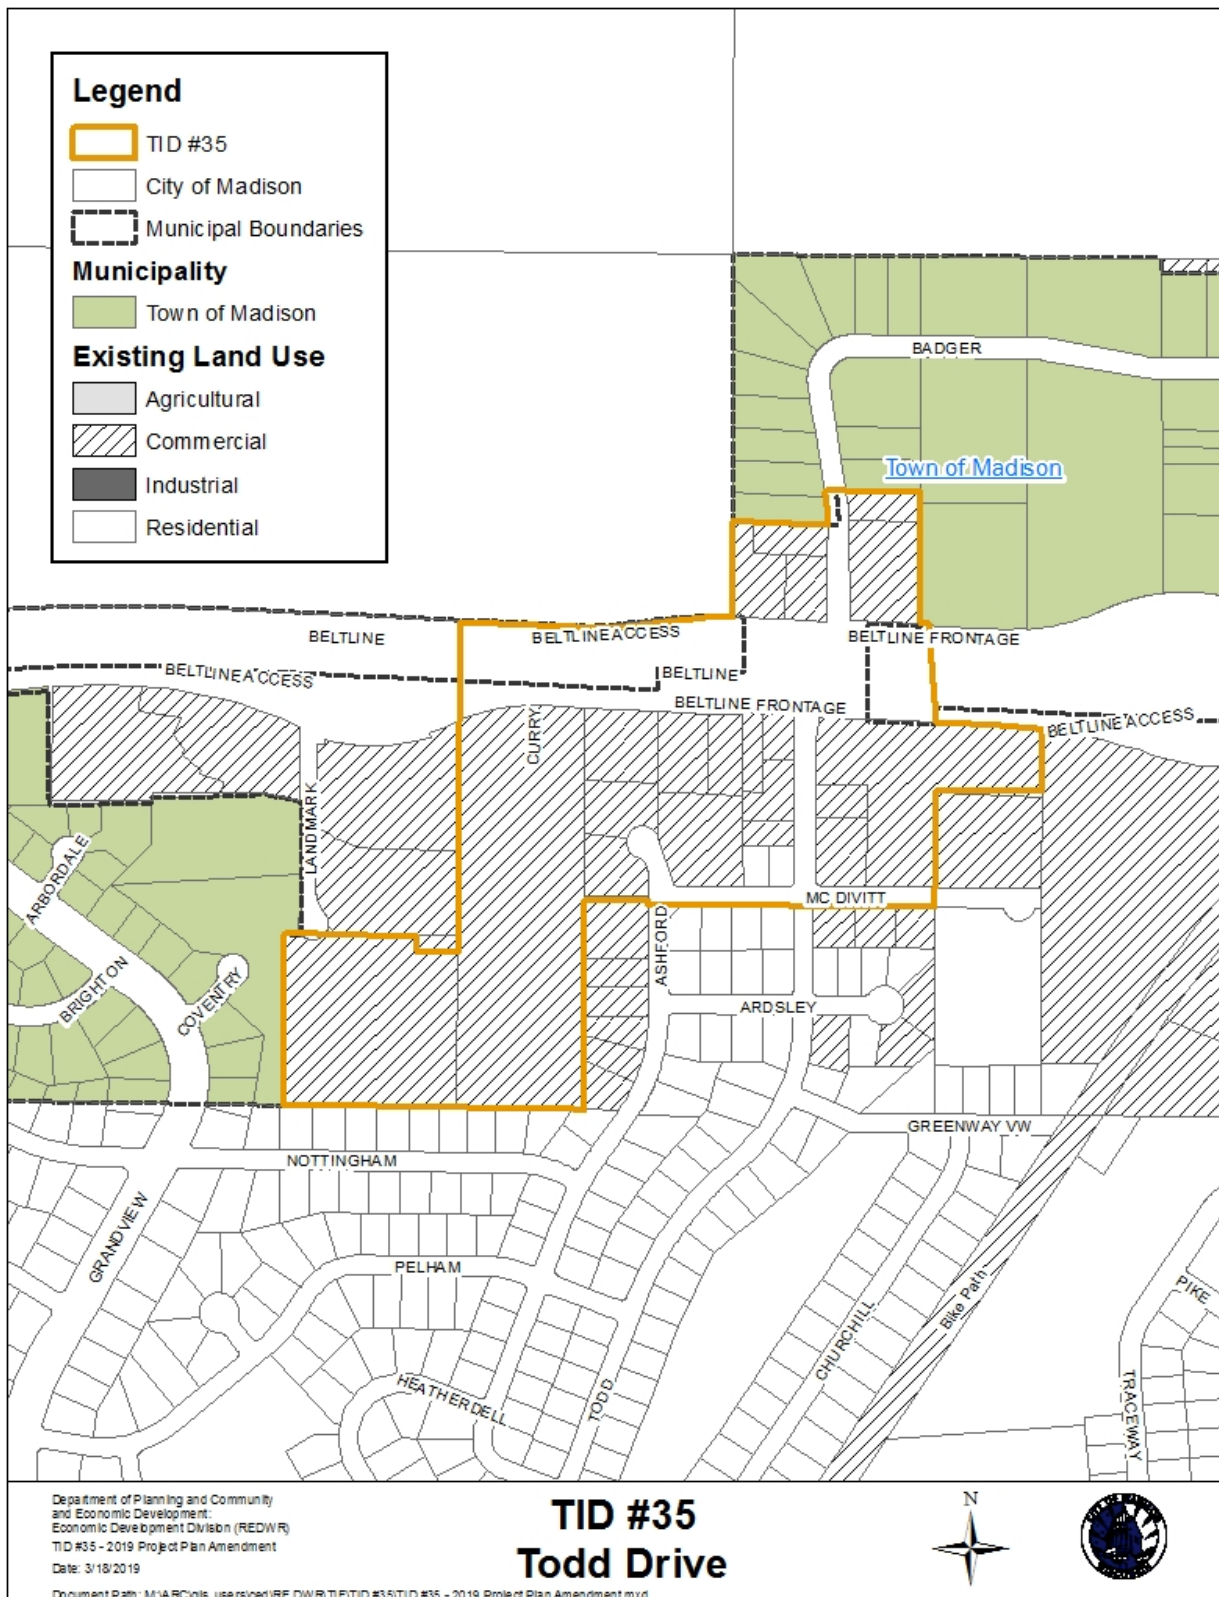 Legend
TID #35
City of Madison
Municipal Boundaries
Municipality
Town of Madison
Existing Land Use
Agricultural
Commercial
Industrial
Residential
BADGER
Town of Madison
BELTLINE
BELTLINE ACCESS
BELTLINE FRONTAGE
BELTLINE ACCESS
BELTLINE
BELTLINE FRONTAGE
BELTLINE ACCESS
CURRY
LANDMARK
ARBORDALE
MC DIVITT
ASHFORD
BRIGHTON
COVENTRY
ARDSLEY
GREENWAY VW
NOTTINGHAM
GRANDVIEW
PELHAM
Bike Path
PIKE
CHURCHILL
HEATHERDELL
TODD
TRACEWAY
Department of Planning and Community
and Economic Development:
Economic Development Division (REDWR)
TID #35 - 2019 Project Plan Amendment
Date: 3/18/2019
TID #35
Todd Drive
N